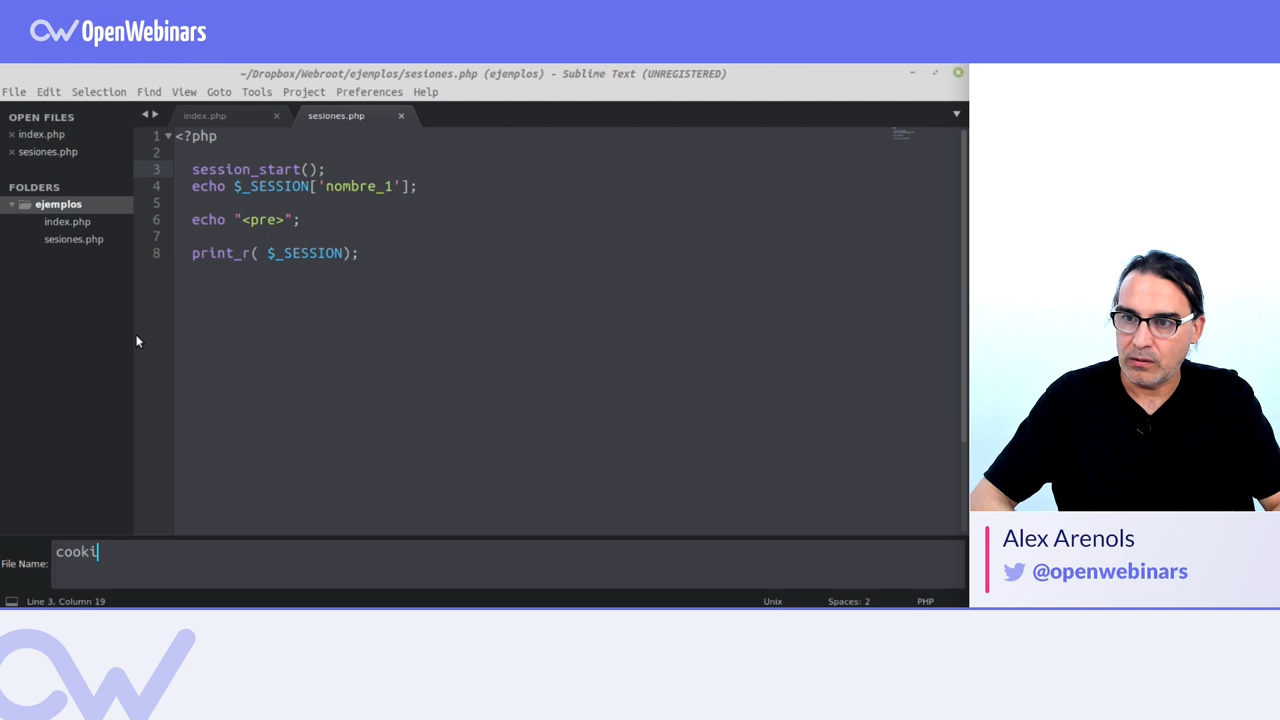 OpenWebinars
~/Dropbox/Webroot/ejemplos/sesiones.php (ejemplos) - Sublime Text (UNREGISTERED)
File Edit Selection Find View Goto Tools Project Preferences Help
OPEN FILES
index.php
sesiones.php
FOLDERS
ejemplos
index.php
sesiones.php
index.php sesiones.php
1 <?php
2
3 session_start();
4 echo $_SESSION['nombre_1'];
5
6 echo "<pre>";
7
8 print_r( $_SESSION);
File Name: cooki
Line 3, Column 19 Unix Spaces: 2 PHP
Alex Arenols
@openwebinars